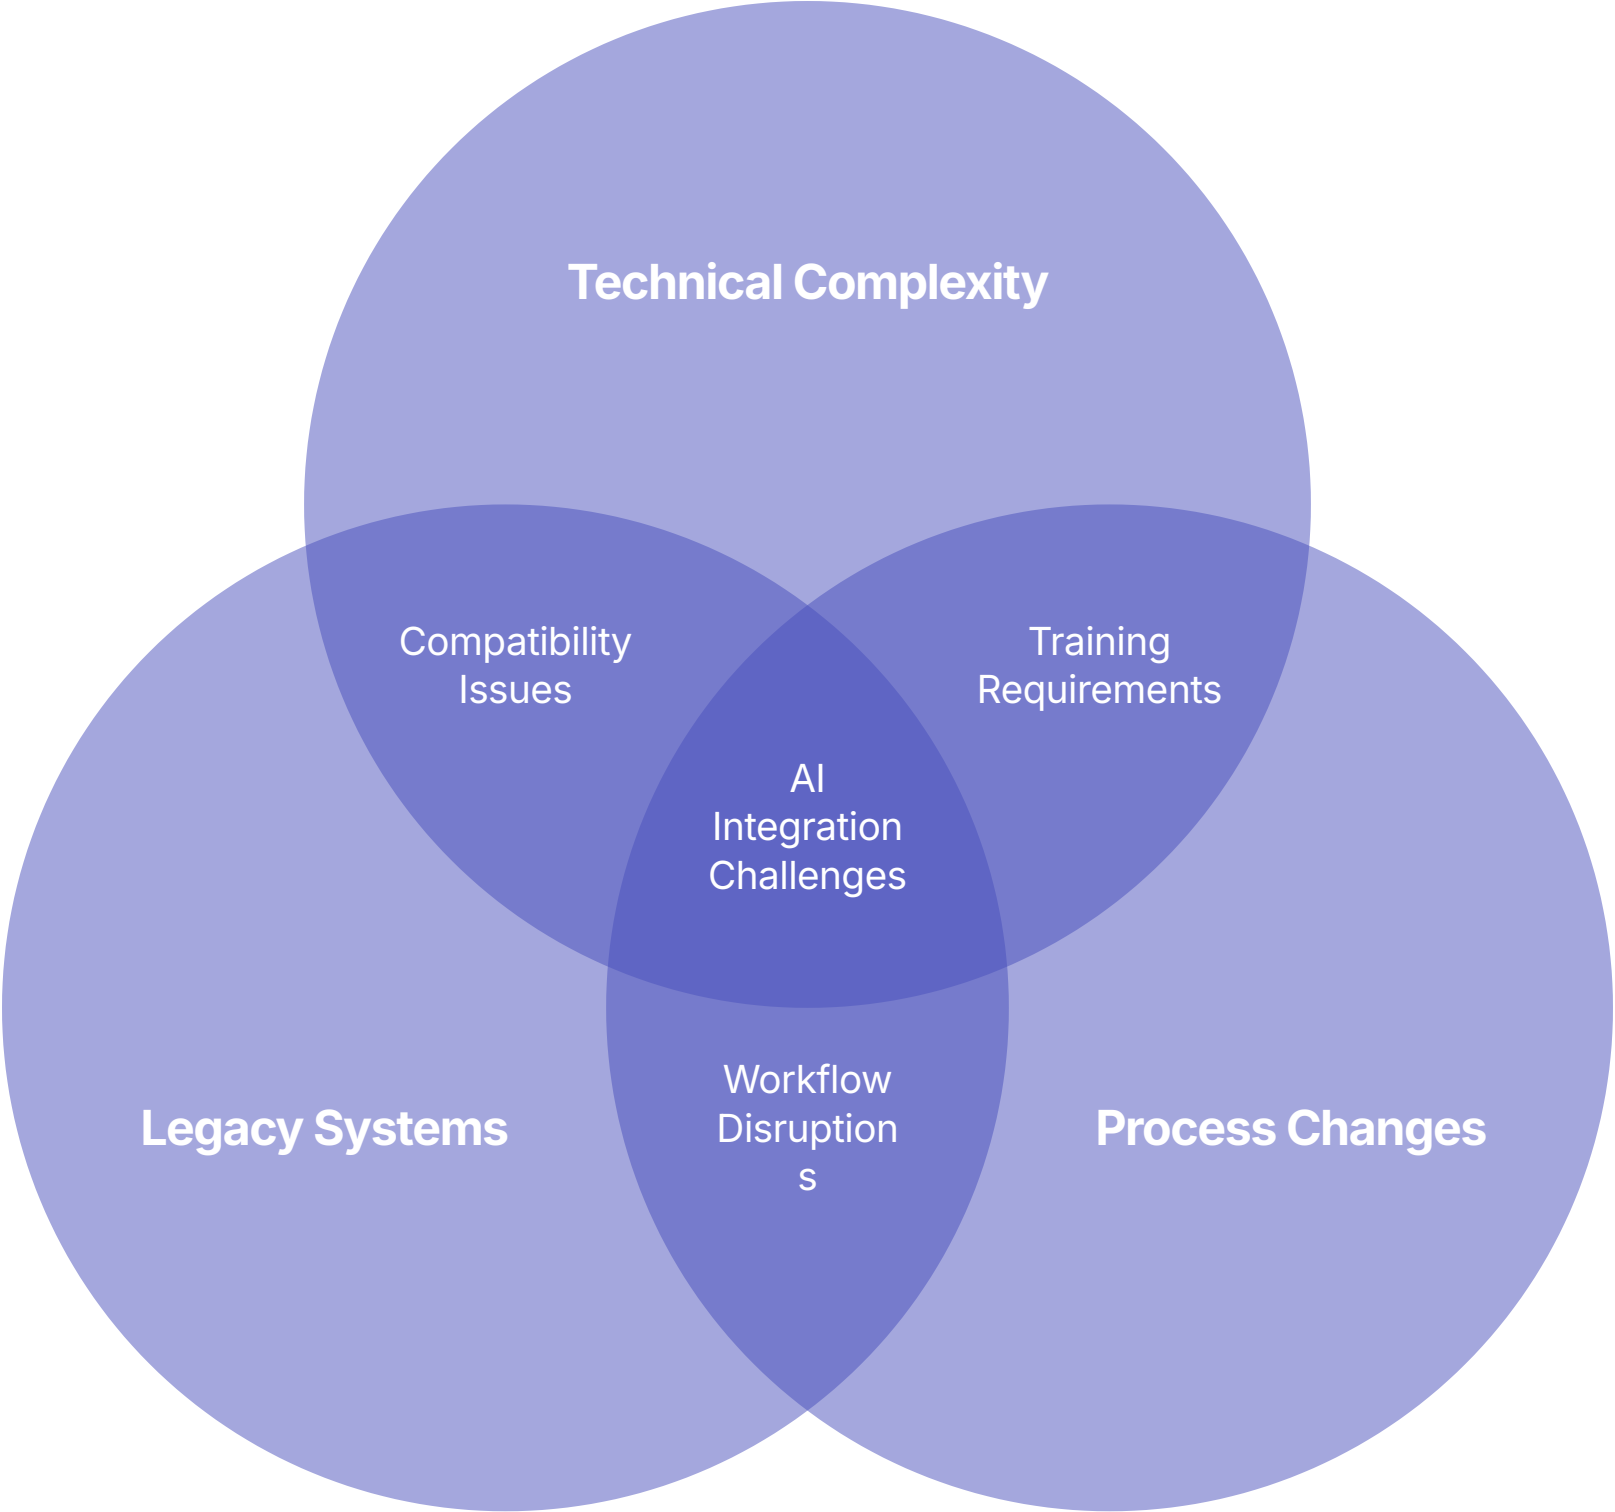 Technical Complexity
Compatibility
Issues
Training
Requirements
AI
Integration
Challenges
Legacy Systems
Workflow
Disruption
s
Process Changes